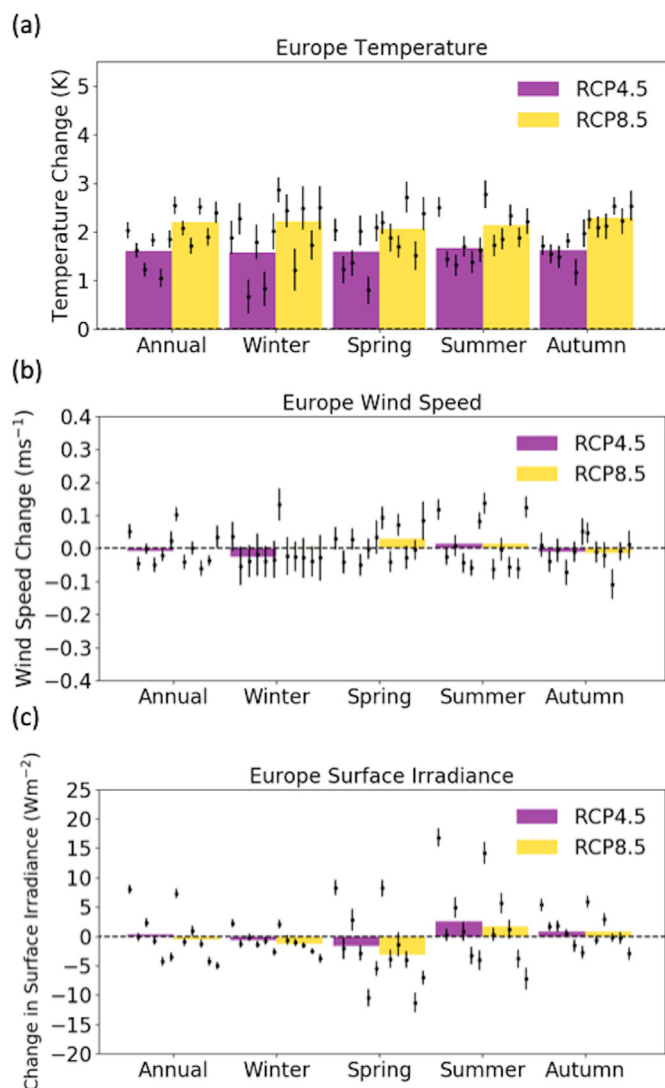 (a)
Europe Temperature
Temperature Change (K)
5
4
3
2
1
0
RCP4.5
RCP8.5
Annual Winter Spring Summer Autumn
(b)
Europe Wind Speed
Wind Speed Change (ms⁻¹)
0.4
0.3
0.2
0.1
0.0
−0.1
−0.2
−0.3
−0.4
RCP4.5
RCP8.5
Annual Winter Spring Summer Autumn
(c)
Europe Surface Irradiance
Change in Surface Irradiance (Wm⁻²)
25
20
15
10
5
0
−5
−10
−15
−20
RCP4.5
RCP8.5
Annual Winter Spring Summer Autumn